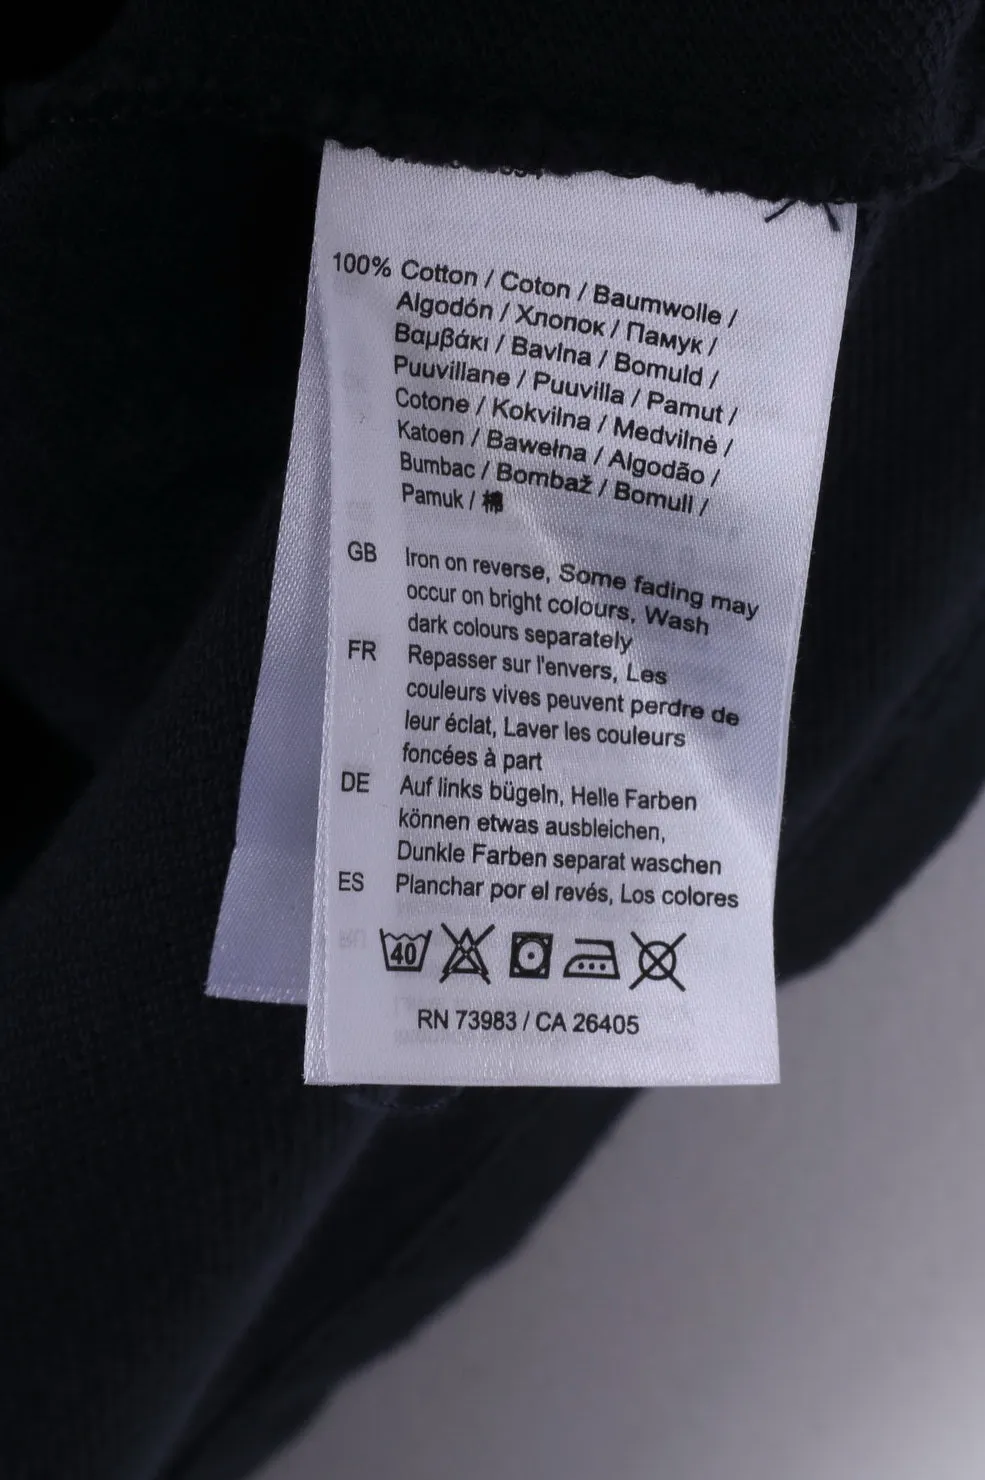 100% Cotton / Coton / Baumwolle /
Algodón / Хлопок / Памук /
Βαμβάκι / Bavlna / Bomuld /
Puuvillane / Puuvilla / Pamut /
Cotone / Kokvilna / Medvilnė /
Katoen / Bawełna / Algodão /
Bumbac / Bombaž / Bomull /
Pamuk / 棉
GB Iron on reverse, Some fading may
occur on bright colours, Wash
dark colours separately
FR Repasser sur l'envers, Les
couleurs vives peuvent perdre de
leur éclat, Laver les couleurs
foncées à part
DE Auf links bügeln, Helle Farben
können etwas ausbleichen,
Dunkle Farben separat waschen
ES Planchar por el revés, Los colores
40
RN 73983 / CA 26405